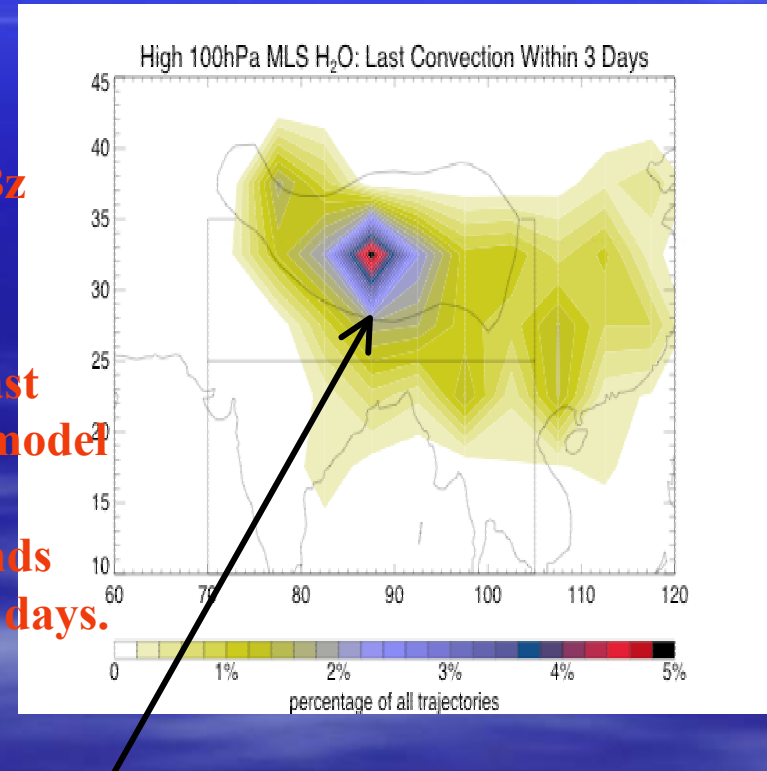 High 100hPa MLS H₂O: Last Convection Within 3 Days
45
40
35
30
25
20
15
10
60 70 80 90 100 110 120
0 1% 2% 3% 4% 5%
percentage of all trajectories
model
days.